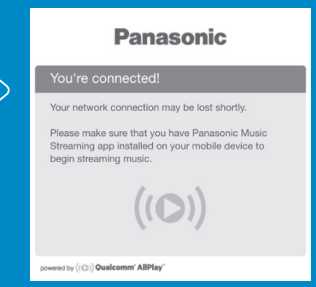 Panasonic
You're connected!
Your network connection may be lost shortly.
Please make sure that you have Panasonic Music
Streaming app installed on your mobile device to
begin streaming music.
powered by Qualcomm® AllPlay™